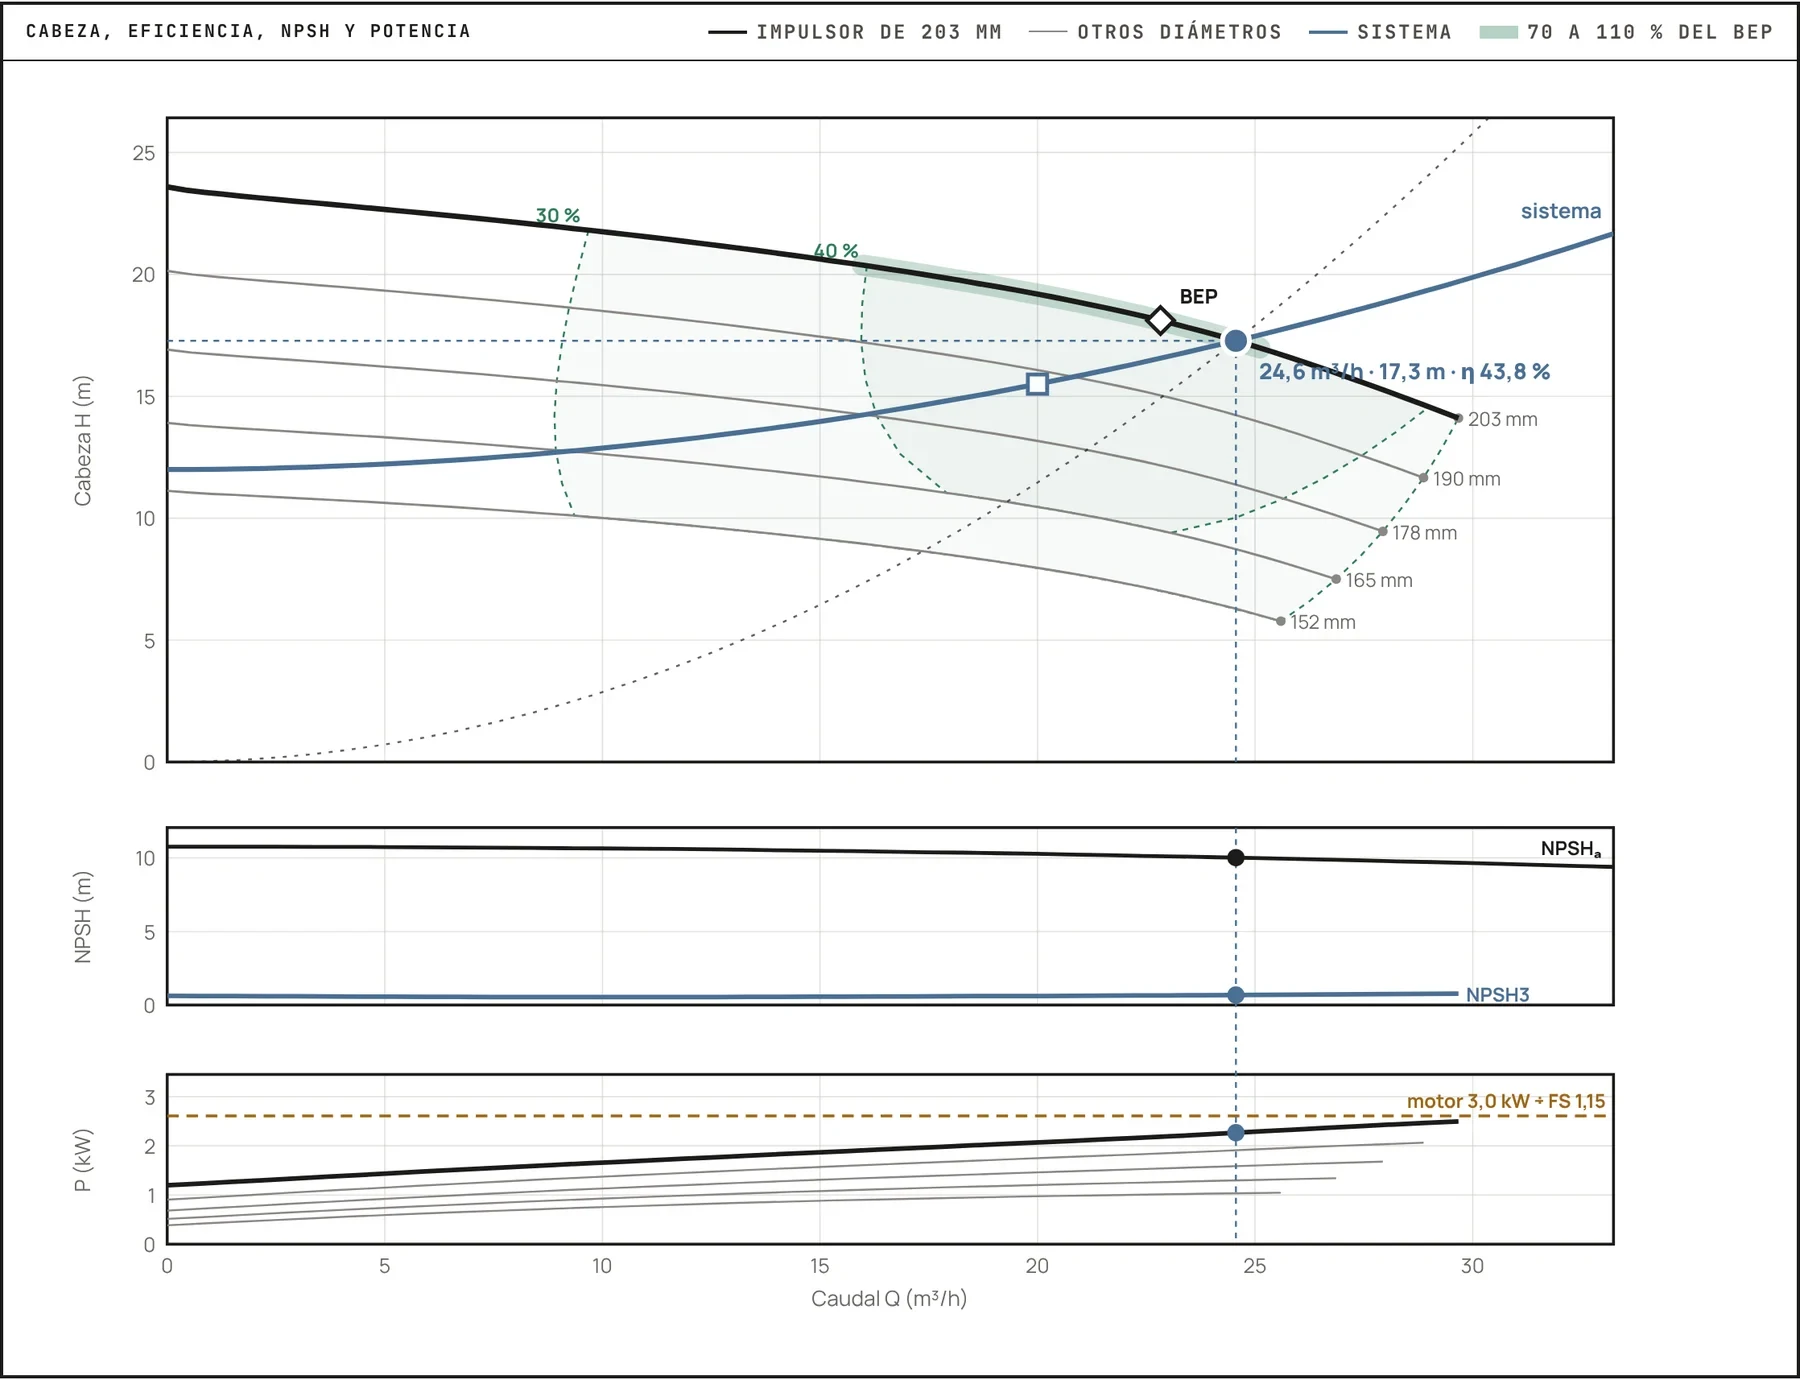 CABEZA, EFICIENCIA, NPSH Y POTENCIA
IMPULSOR DE 203 MM
OTROS DIÁMETROS
SISTEMA
70 A 110 % DEL BEP
Cabeza H (m)
25
20
15
10
5
0
30 %
40 %
BEP
sistema
24,6 m³/h · 17,3 m · η 43,8 %
203 mm
190 mm
178 mm
165 mm
152 mm
NPSH (m)
10
5
0
NPSHₐ
NPSH3
P (kW)
3
2
1
0
motor 3,0 kW ÷ FS 1,15
0 5 10 15 20 25 30
Caudal Q (m³/h)